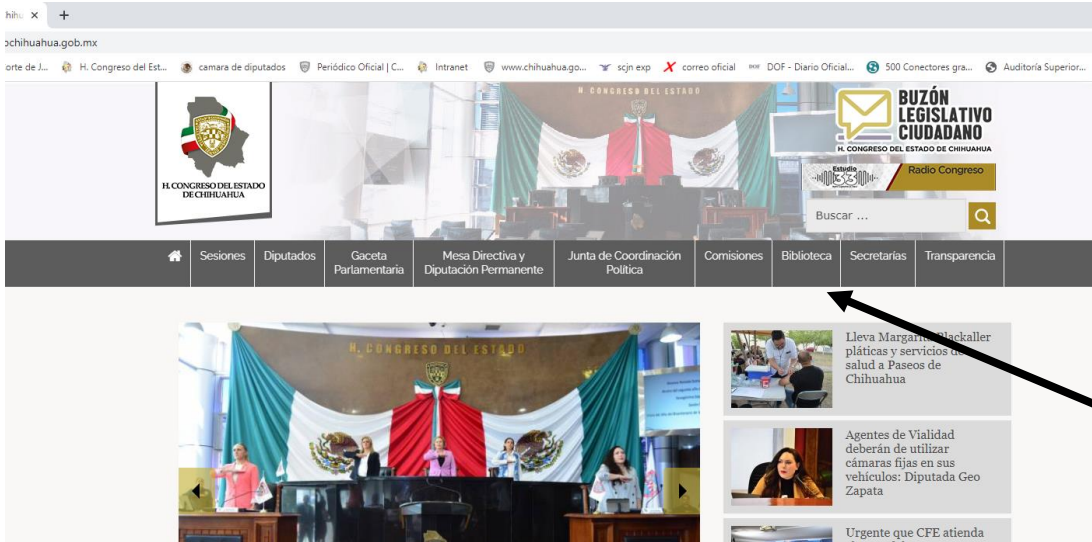 +
ochihuahua.gob.mx
orte de J... H. Congreso del Est... camara de diputados Periódico Oficial | C... Intranet www.chihuahua.go... scjn exp correo oficial DOF - Diario Oficial... 500 Conectores gra... Auditoría Superior...
H. CONGRESO DEL ESTADO
DE CHIHUAHUA
H. CONGRESO DEL ESTADO
BUZÓN
LEGISLATIVO
CIUDADANO
H. CONGRESO DEL ESTADO DE CHIHUAHUA
Estudio
33
Radio Congreso
Buscar ...
Sesiones
Diputados
Gaceta
Parlamentaria
Mesa Directiva y
Diputación Permanente
Junta de Coordinación
Política
Comisiones
Biblioteca
Secretarías
Transparencia
H. CONGRESO DEL ESTADO
Lleva Margarita Blackaller
pláticas y servicios de
salud a Paseos de
Chihuahua
Agentes de Vialidad
deberán de utilizar
cámaras fijas en sus
vehículos: Diputada Geo
Zapata
Urgente que CFE atienda